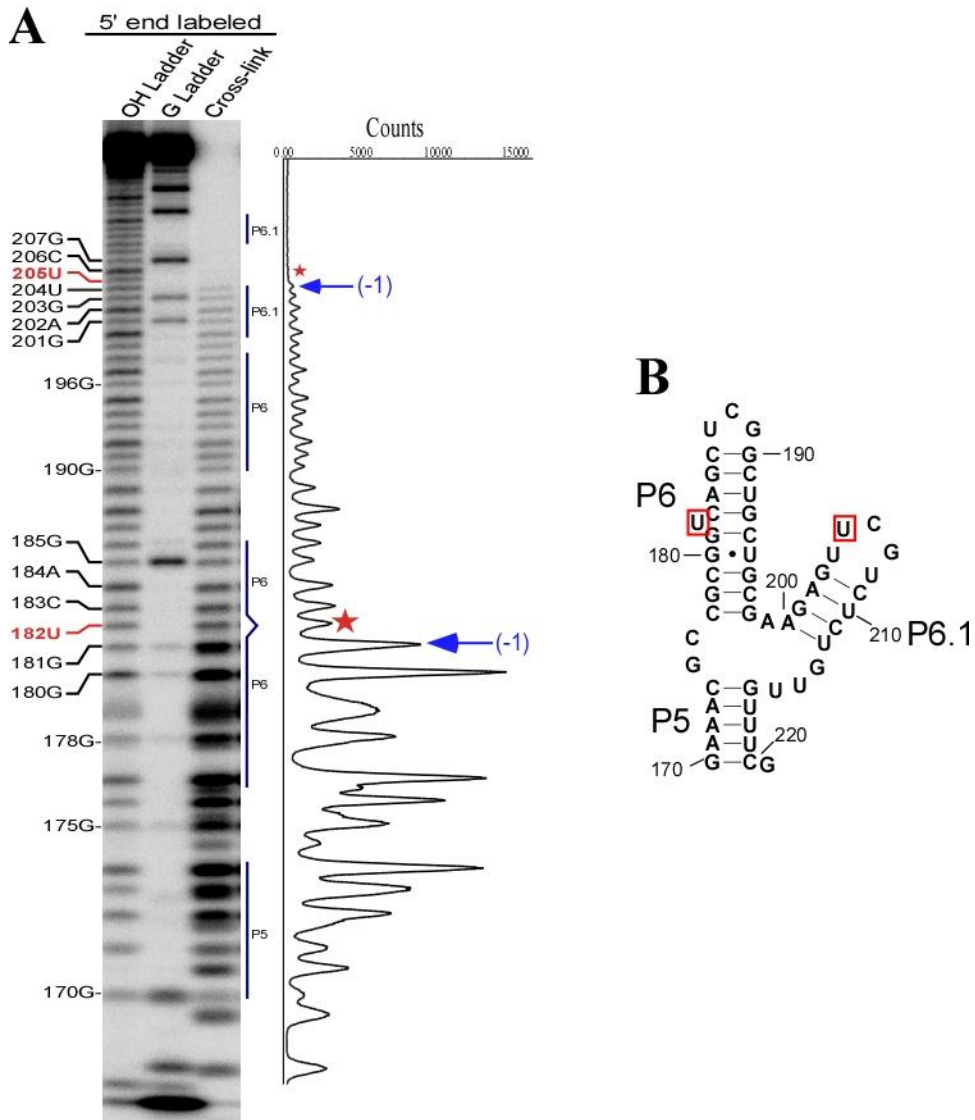 A
5' end labeled
OH Ladder
G Ladder
Cross-link
Counts
0.00 5000 10000 15000
207G
206C
205U
204U
203G
202A
201G
196G-
190G-
185G
184A
183C
182U
181G
180G
178G-
175G-
170G-
P6.1
P6.1
P6
P6
P6
P5
(-1)
(-1)
B
C
U G
C G 190
G C
P6 A U
C G
U U C
G C U G
180 G U G U
C G 200 A C
G C G U P6.1
C G A A C 210
C U
G G
C G U U
P5 A U
A U
A U 220
170 G C G